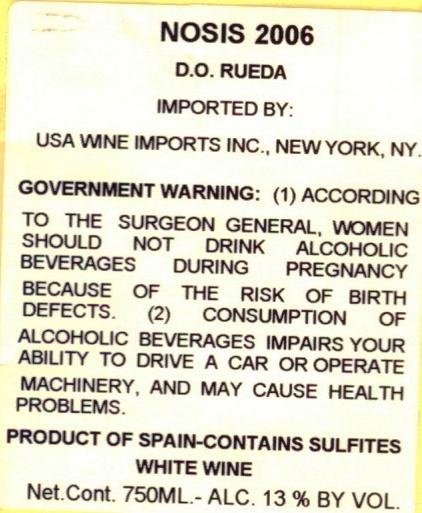 NOSIS 2006
D.O. RUEDA
IMPORTED BY:
USA WINE IMPORTS INC., NEW YORK, NY.
GOVERNMENT WARNING: (1) ACCORDING
TO THE SURGEON GENERAL, WOMEN
SHOULD NOT DRINK ALCOHOLIC
BEVERAGES DURING PREGNANCY
BECAUSE OF THE RISK OF BIRTH
DEFECTS. (2) CONSUMPTION OF
ALCOHOLIC BEVERAGES IMPAIRS YOUR
ABILITY TO DRIVE A CAR OR OPERATE
MACHINERY, AND MAY CAUSE HEALTH
PROBLEMS.
PRODUCT OF SPAIN-CONTAINS SULFITES
WHITE WINE
Net.Cont. 750ML.- ALC. 13 % BY VOL.